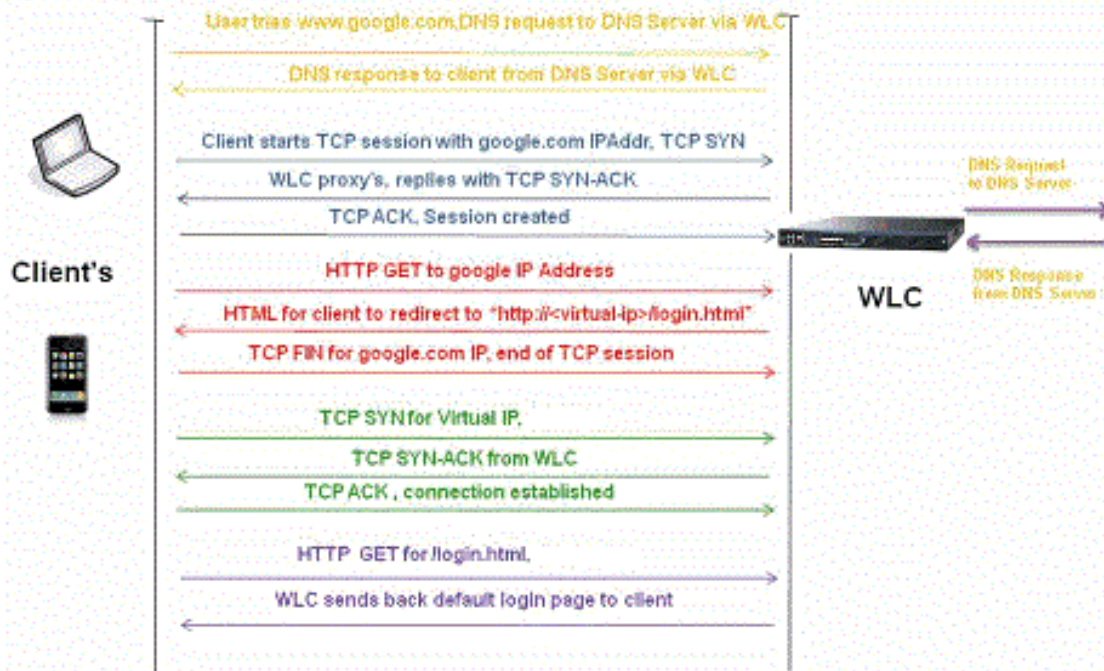 User tries www.google.com,DNS request to DNS Server via WLC
DNS response to client from DNS Server via WLC
Client starts TCP session with google.com IPAddr, TCP SYN
WLC proxy's, replies with TCP SYN-ACK
TCP ACK, Session created
DNS Request
to DNS Server
Client's
HTTP GET to google IP Address
WLC
DNS Response
from DNS Server
HTML for client to redirect to "http://<virtual-ip>/login.html"
TCP FIN for google.com IP, end of TCP session
TCP SYN for Virtual IP,
TCP SYN-ACK from WLC
TCP ACK , connection established
HTTP GET for /login.html,
WLC sends back default login page to client